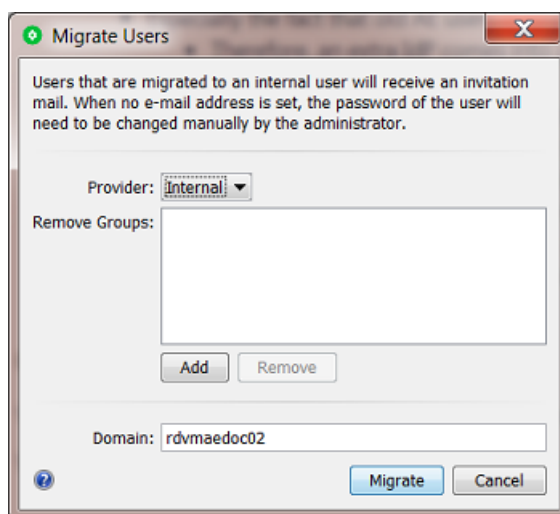 Migrate Users
Users that are migrated to an internal user will receive an invitation
mail. When no e-mail address is set, the password of the user will
need to be changed manually by the administrator.
Provider: Internal
Remove Groups:
Add Remove
Domain: rdvmaedoc02
Migrate Cancel